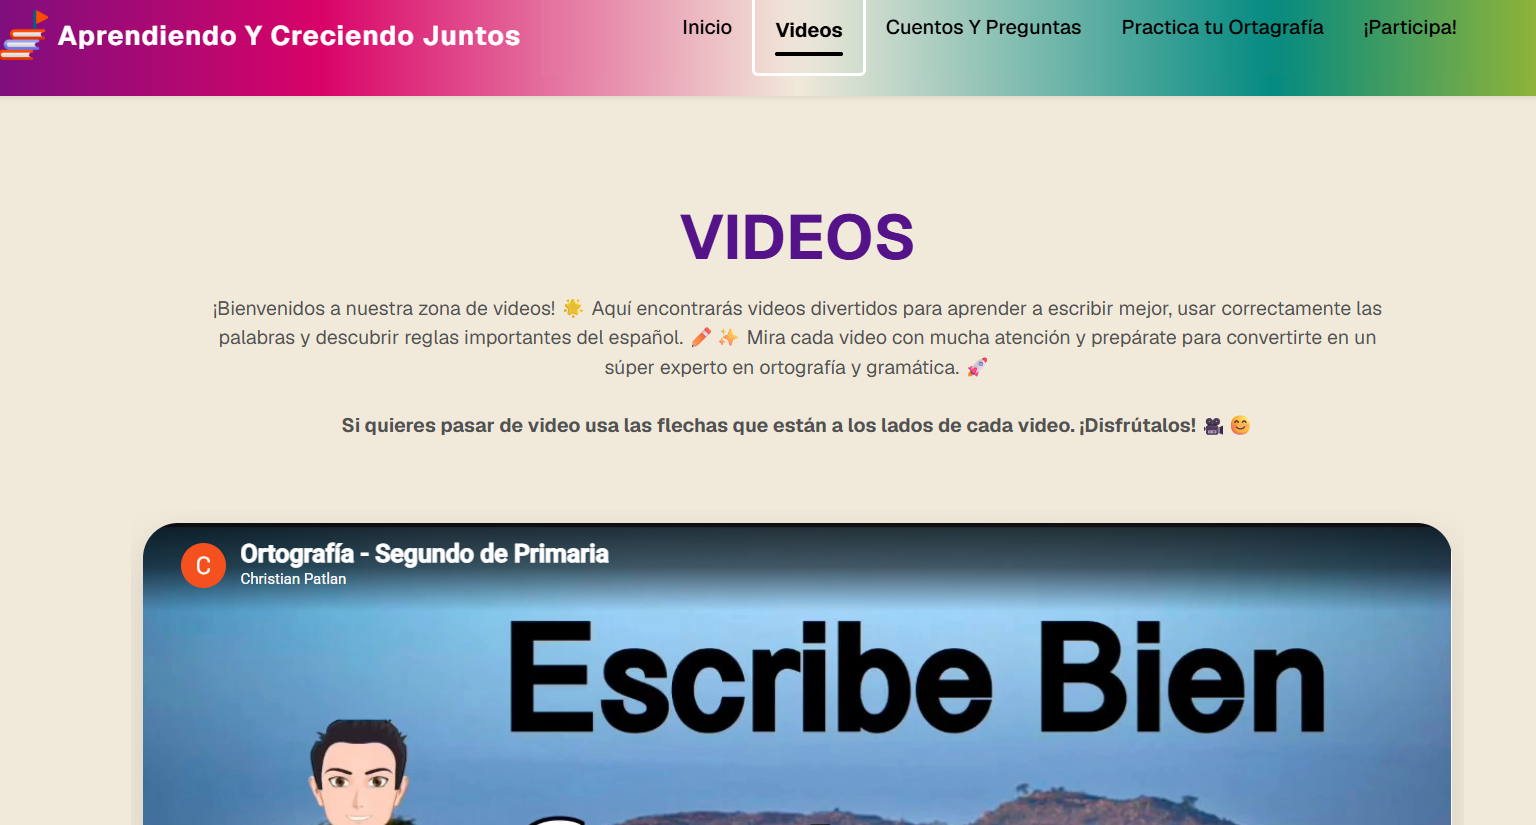 Aprendiendo Y Creciendo Juntos
Inicio
Videos
Cuentos Y Preguntas
Practica tu Ortagrafía
¡Participa!
VIDEOS
¡Bienvenidos a nuestra zona de videos! 🌟 Aquí encontrarás videos divertidos para aprender a escribir mejor, usar correctamente las
palabras y descubrir reglas importantes del español. ✏️ ✨ Mira cada video con mucha atención y prepárate para convertirte en un
súper experto en ortografía y gramática. 🚀
Si quieres pasar de video usa las flechas que están a los lados de cada video. ¡Disfrútalos! 🎥 😊
C
Ortografía - Segundo de Primaria
Christian Patlan
Escribe Bien